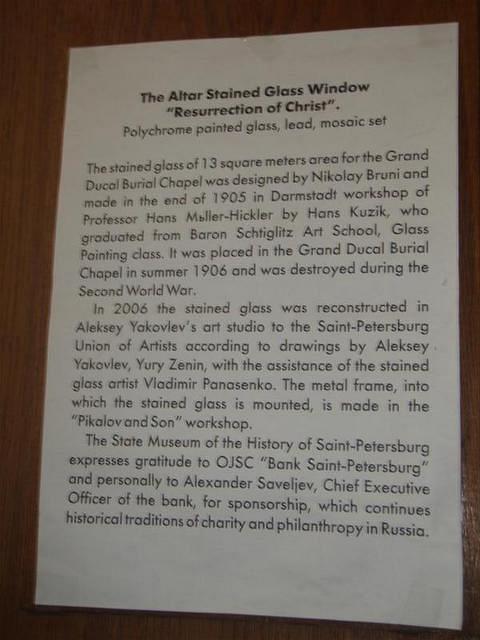 The Altar Stained Glass Window
"Resurrection of Christ".
Polychrome painted glass, lead, mosaic set
The stained glass of 13 square meters area for the Grand
Ducal Burial Chapel was designed by Nikolay Bruni and
made in the end of 1905 in Darmstadt workshop of
Professor Hans Mьller-Hickler by Hans Kuzik, who
graduated from Baron Schtiglitz Art School, Glass
Painting class. It was placed in the Grand Ducal Burial
Chapel in summer 1906 and was destroyed during the
Second World War.
In 2006 the stained glass was reconstructed in
Aleksey Yakovlev's art studio to the Saint-Petersburg
Union of Artists according to drawings by Aleksey
Yakovlev, Yury Zenin, with the assistance of the stained
glass artist Vladimir Panasenko. The metal frame, into
which the stained glass is mounted, is made in the
"Pikalov and Son" workshop.
The State Museum of the History of Saint-Petersburg
expresses gratitude to OJSC "Bank Saint-Petersburg"
and personally to Alexander Saveljev, Chief Executive
Officer of the bank, for sponsorship, which continues
historical traditions of charity and philanthropy in Russia.